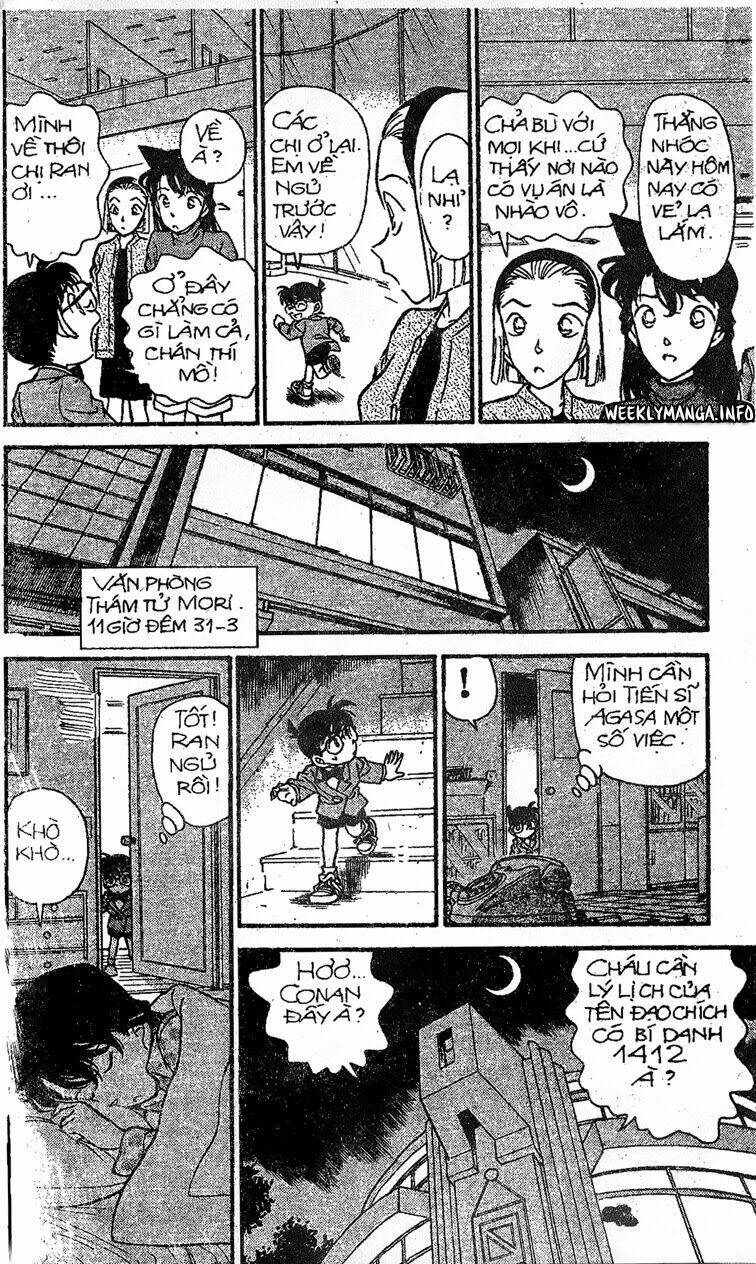 MÌNH
VỀ THÔI
CHỊ RAN
ƠI ...
VỀ
À?
Ở ĐÂY
CHẲNG CÓ
GÌ LÀM CẢ,
CHÁN THÍ
MỒ!
CÁC
CHỊ Ở LẠI.
EM VỀ
NGỦ
TRƯỚC
VẬY!
LẠ
NHỈ
?
CHẢ BÙ VỚI
MỌI KHI ... CỨ
THẤY NƠI NÀO
CÓ VỤ ÁN LÀ
NHÀO VÔ.
THẰNG
NHÓC
NÀY HÔM
NAY CÓ
VẺ LẠ
LẮM.
WEEKLYMANGA.INFO
VĂN PHÒNG
THÁM TỬ MORI.
11 GIỜ ĐÊM 31-3
KHÒ
KHÒ...
TỐT!
RAN
NGỦ
RỒI!
!
MÌNH CẦN
HỎI TIẾN SĨ
AGASA MỘT
SỐ VIỆC.
HƠƠ...
CONAN
ĐẤY À?
CHÁU CẦN
LÝ LỊCH CỦA
TÊN ĐẠO CHÍCH
CÓ BÍ DANH
1412
À?